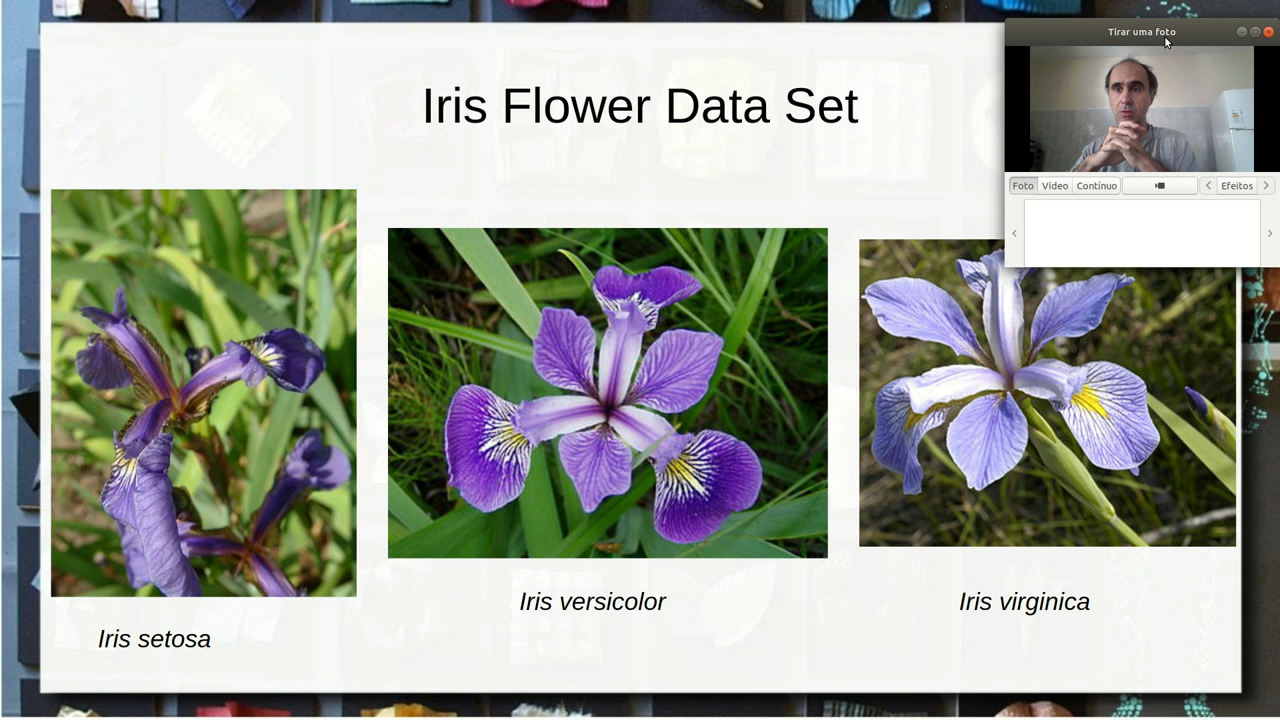 Tirar uma foto
Iris Flower Data Set
Foto Vídeo Contínuo Efeitos
Iris versicolor
Iris virginica
Iris setosa